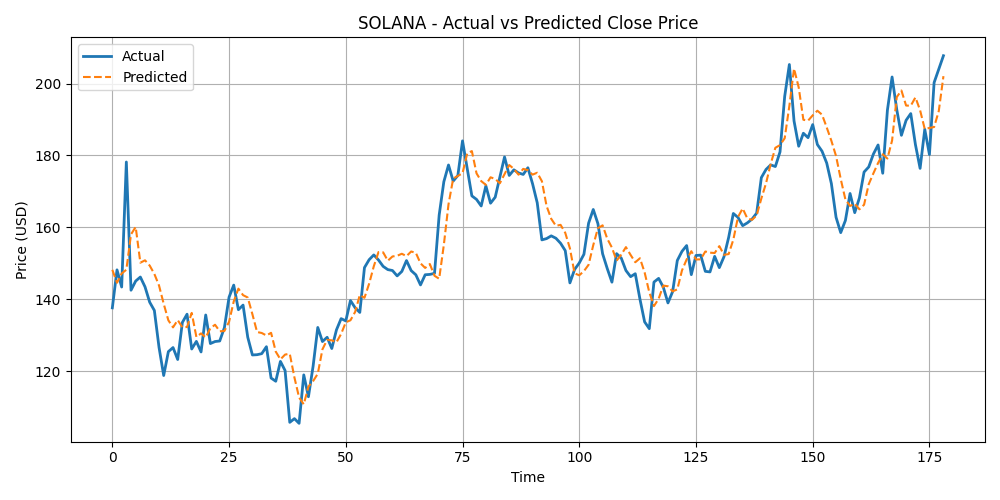 SOLANA - Actual vs Predicted Close Price
Actual
Predicted
200
180
160
140
120
Price (USD)
0 25 50 75 100 125 150 175
Time